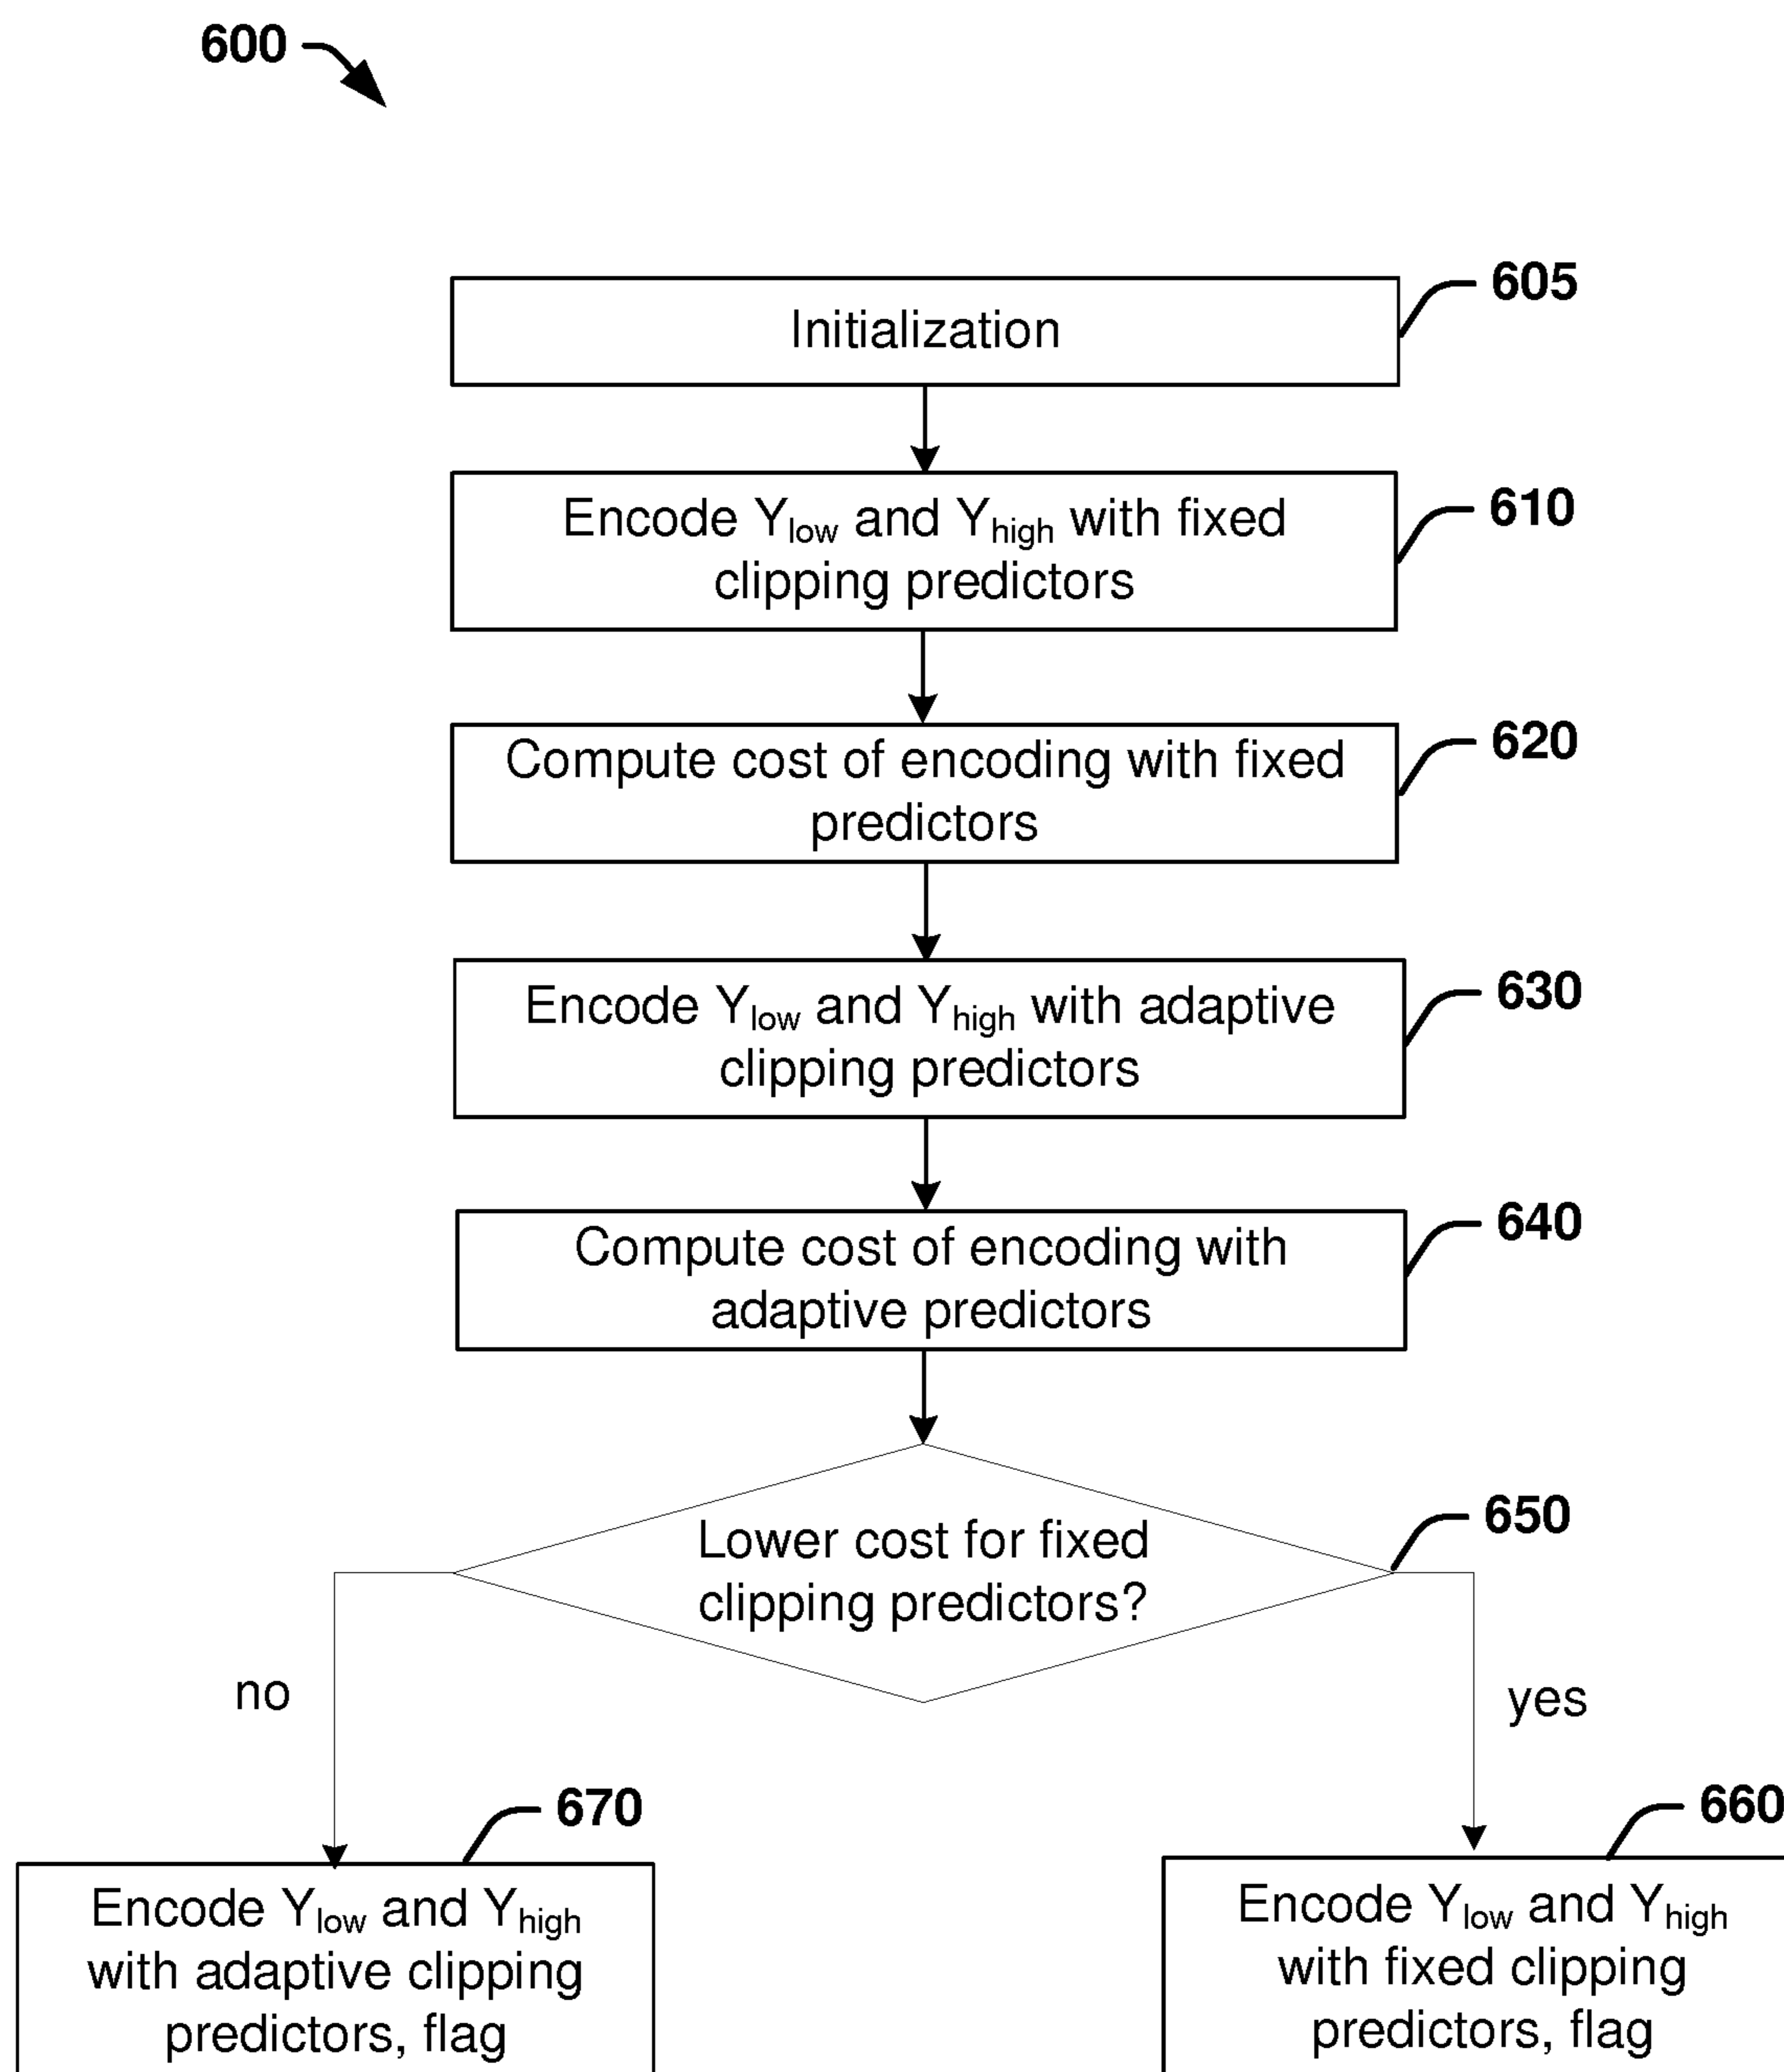 600
Initialization
605
Encode Ylow and Yhigh with fixed
clipping predictors
610
Compute cost of encoding with fixed
predictors
620
Encode Ylow and Yhigh with adaptive
clipping predictors
630
Compute cost of encoding with
adaptive predictors
640
Lower cost for fixed
clipping predictors?
650
no
yes
670
Encode Ylow and Yhigh
with adaptive clipping
predictors, flag
660
Encode Ylow and Yhigh
with fixed clipping
predictors, flag